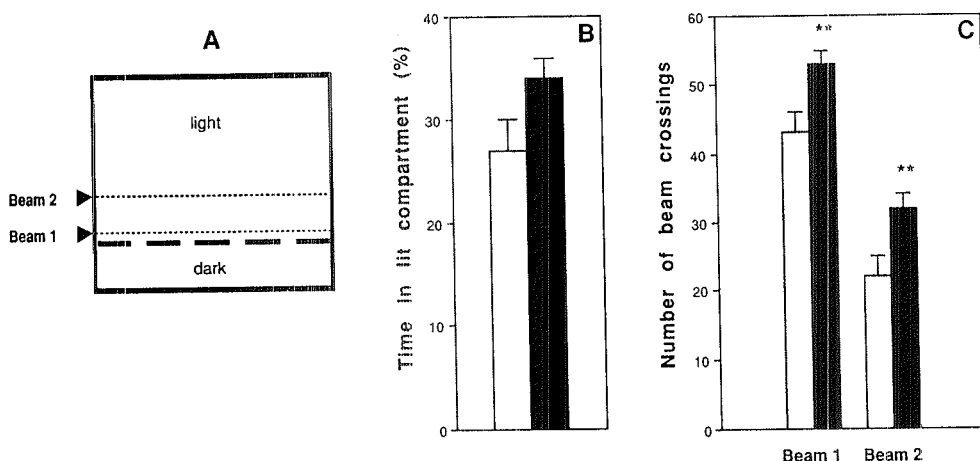 A
light
Beam 2
Beam 1
dark
B
Time in lit compartment (%)
40
30
20
10
0
C
Number of beam crossings
60
50
40
30
20
10
0
**
**
Beam 1 Beam 2